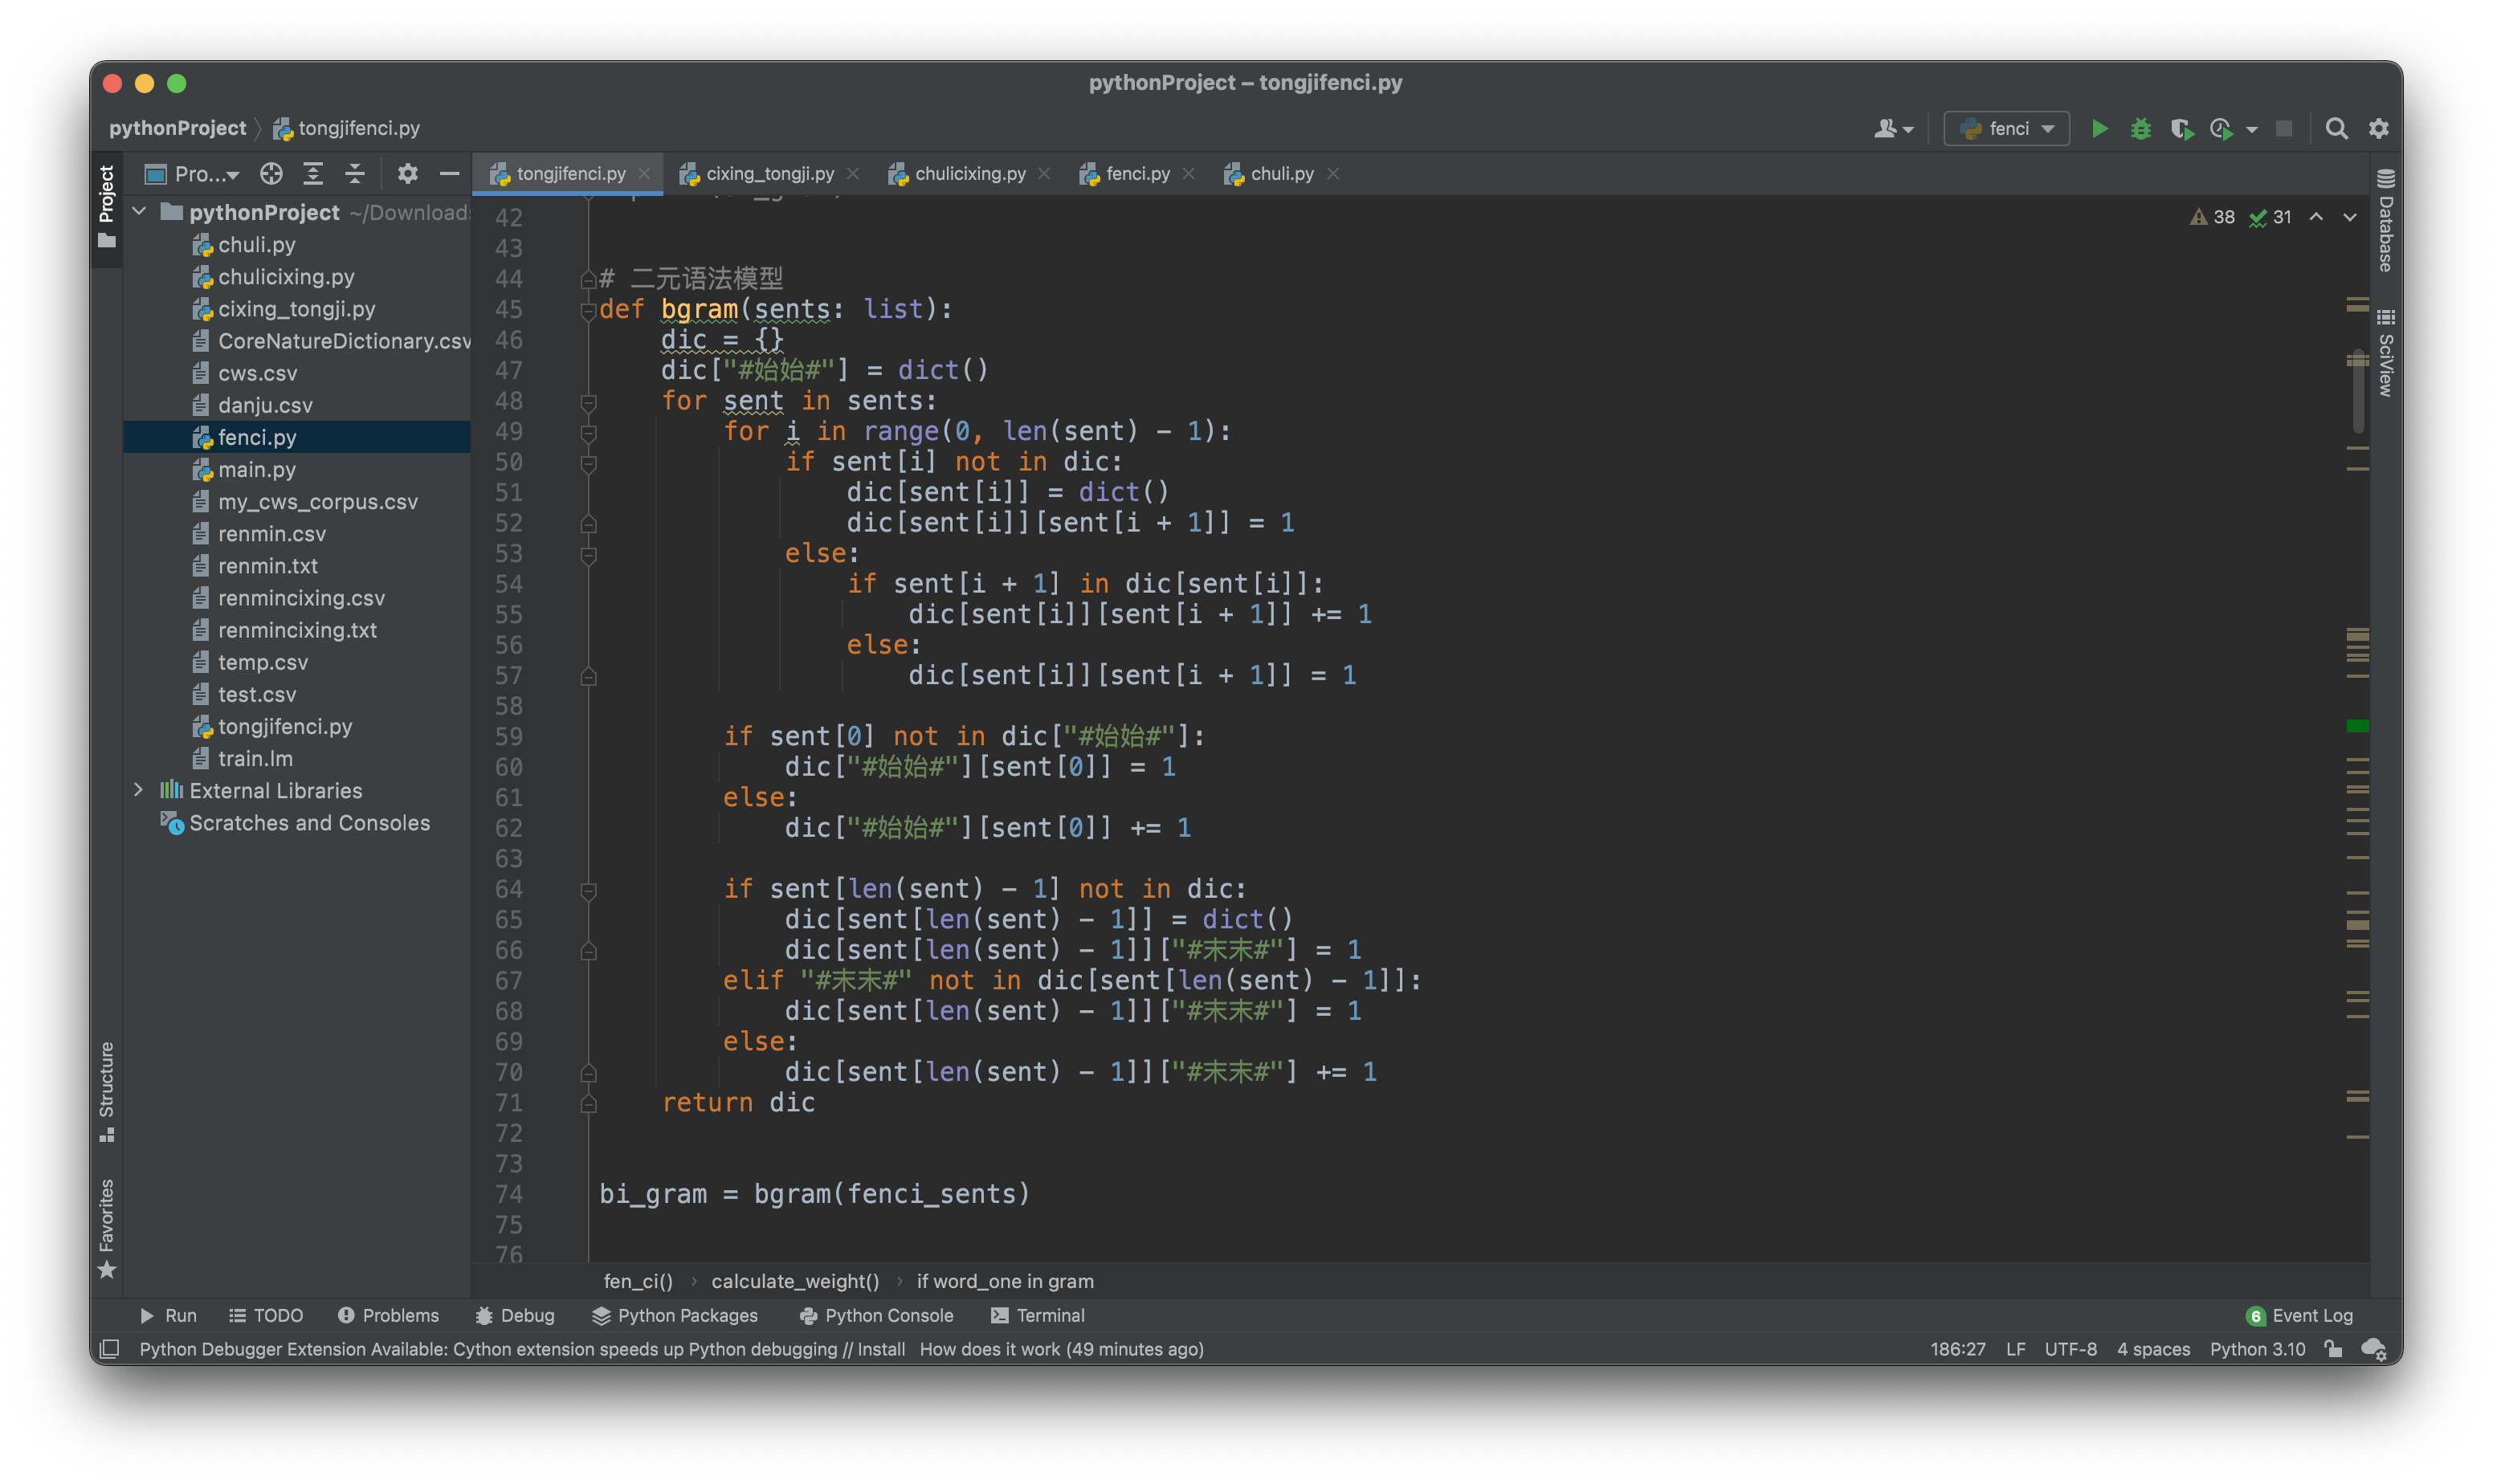 pythonProject – tongjifenci.py
pythonProject tongjifenci.py
fenci
Project
Pro...
tongjifenci.py cixing_tongji.py chulicixing.py fenci.py chuli.py
pythonProject ~/Download
chuli.py
chulicixing.py
cixing_tongji.py
CoreNatureDictionary.csv
cws.csv
danju.csv
fenci.py
main.py
my_cws_corpus.csv
renmin.csv
renmin.txt
renmincixing.csv
renmincixing.txt
temp.csv
test.csv
tongjifenci.py
train.lm
External Libraries
Scratches and Consoles
Structure
Favorites
38 31
Database
SciView
42
43
44 # 二元语法模型
45 def bgram(sents: list):
46 dic = {}
47 dic["#始始#"] = dict()
48 for sent in sents:
49 for i in range(0, len(sent) - 1):
50 if sent[i] not in dic:
51 dic[sent[i]] = dict()
52 dic[sent[i]][sent[i + 1]] = 1
53 else:
54 if sent[i + 1] in dic[sent[i]]:
55 dic[sent[i]][sent[i + 1]] += 1
56 else:
57 dic[sent[i]][sent[i + 1]] = 1
58
59 if sent[0] not in dic["#始始#"]:
60 dic["#始始#"][sent[0]] = 1
61 else:
62 dic["#始始#"][sent[0]] += 1
63
64 if sent[len(sent) - 1] not in dic:
65 dic[sent[len(sent) - 1]] = dict()
66 dic[sent[len(sent) - 1]]["#末末#"] = 1
67 elif "#末末#" not in dic[sent[len(sent) - 1]]:
68 dic[sent[len(sent) - 1]]["#末末#"] = 1
69 else:
70 dic[sent[len(sent) - 1]]["#末末#"] += 1
71 return dic
72
73
74 bi_gram = bgram(fenci_sents)
75
76
fen_ci() › calculate_weight() › if word_one in gram
Run TODO Problems Debug Python Packages Python Console Terminal 6 Event Log
Python Debugger Extension Available: Cython extension speeds up Python debugging // Install How does it work (49 minutes ago) 186:27 LF UTF-8 4 spaces Python 3.10